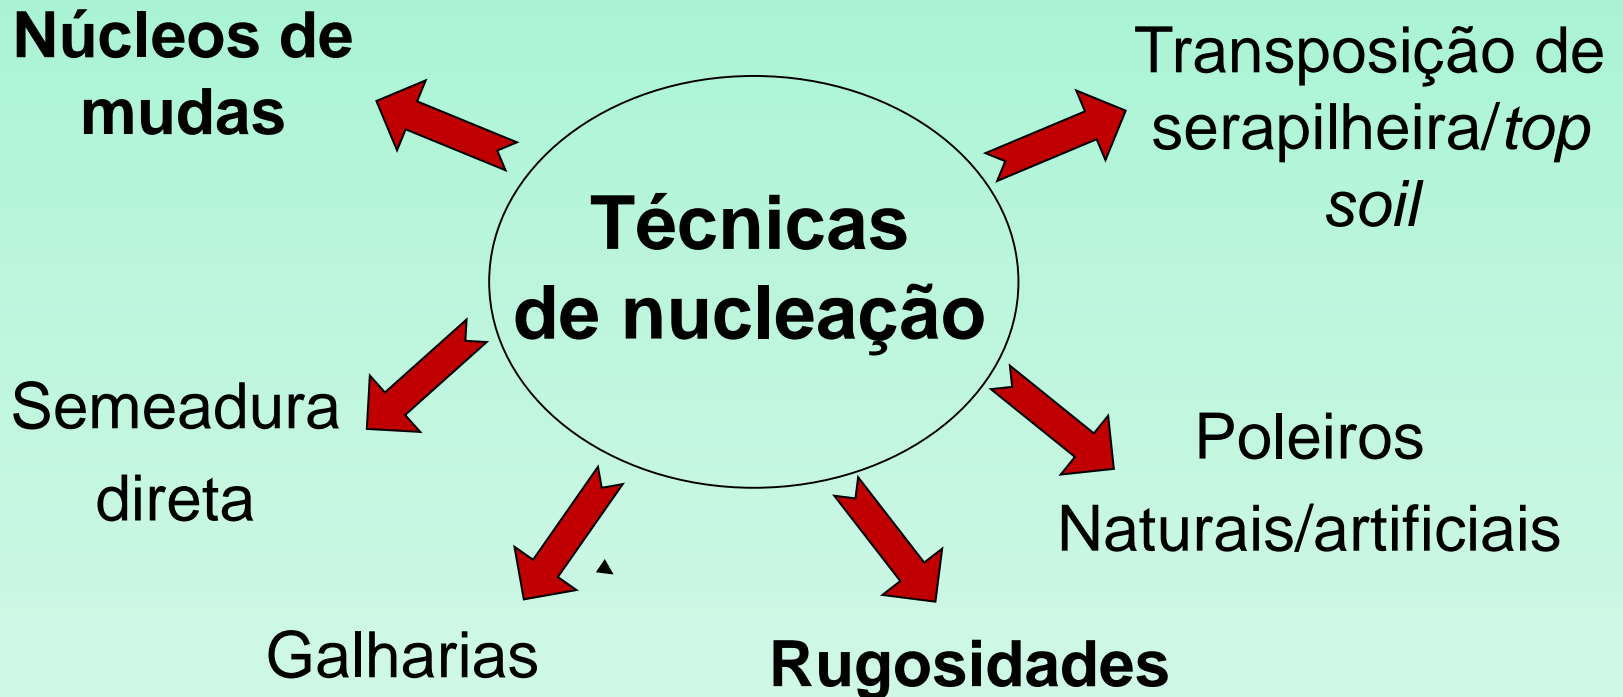 Núcleos de
mudas
Transposição de
serapilheira/top
soil
Técnicas
de nucleação
Semeadura
direta
Poleiros
Naturais/artificiais
Galharias
Rugosidades